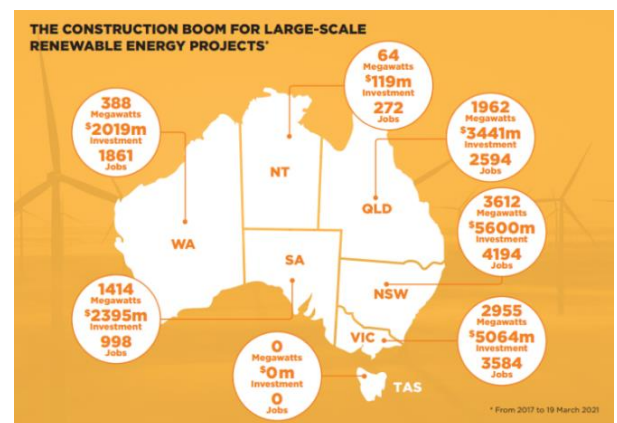 THE CONSTRUCTION BOOM FOR LARGE-SCALE
RENEWABLE ENERGY PROJECTS*
64
Megawatts
$119m
Investment
272
Jobs
388
Megawatts
$2019m
Investment
1861
Jobs
1962
Megawatts
$3441m
Investment
2594
Jobs
NT
QLD
WA
3612
Megawatts
$5600m
Investment
4194
Jobs
SA
NSW
1414
Megawatts
$2395m
Investment
998
Jobs
VIC
2955
Megawatts
$5064m
Investment
3584
Jobs
0
Megawatts
$0m
Investment
0
Jobs
TAS
* From 2017 to 19 March 2021